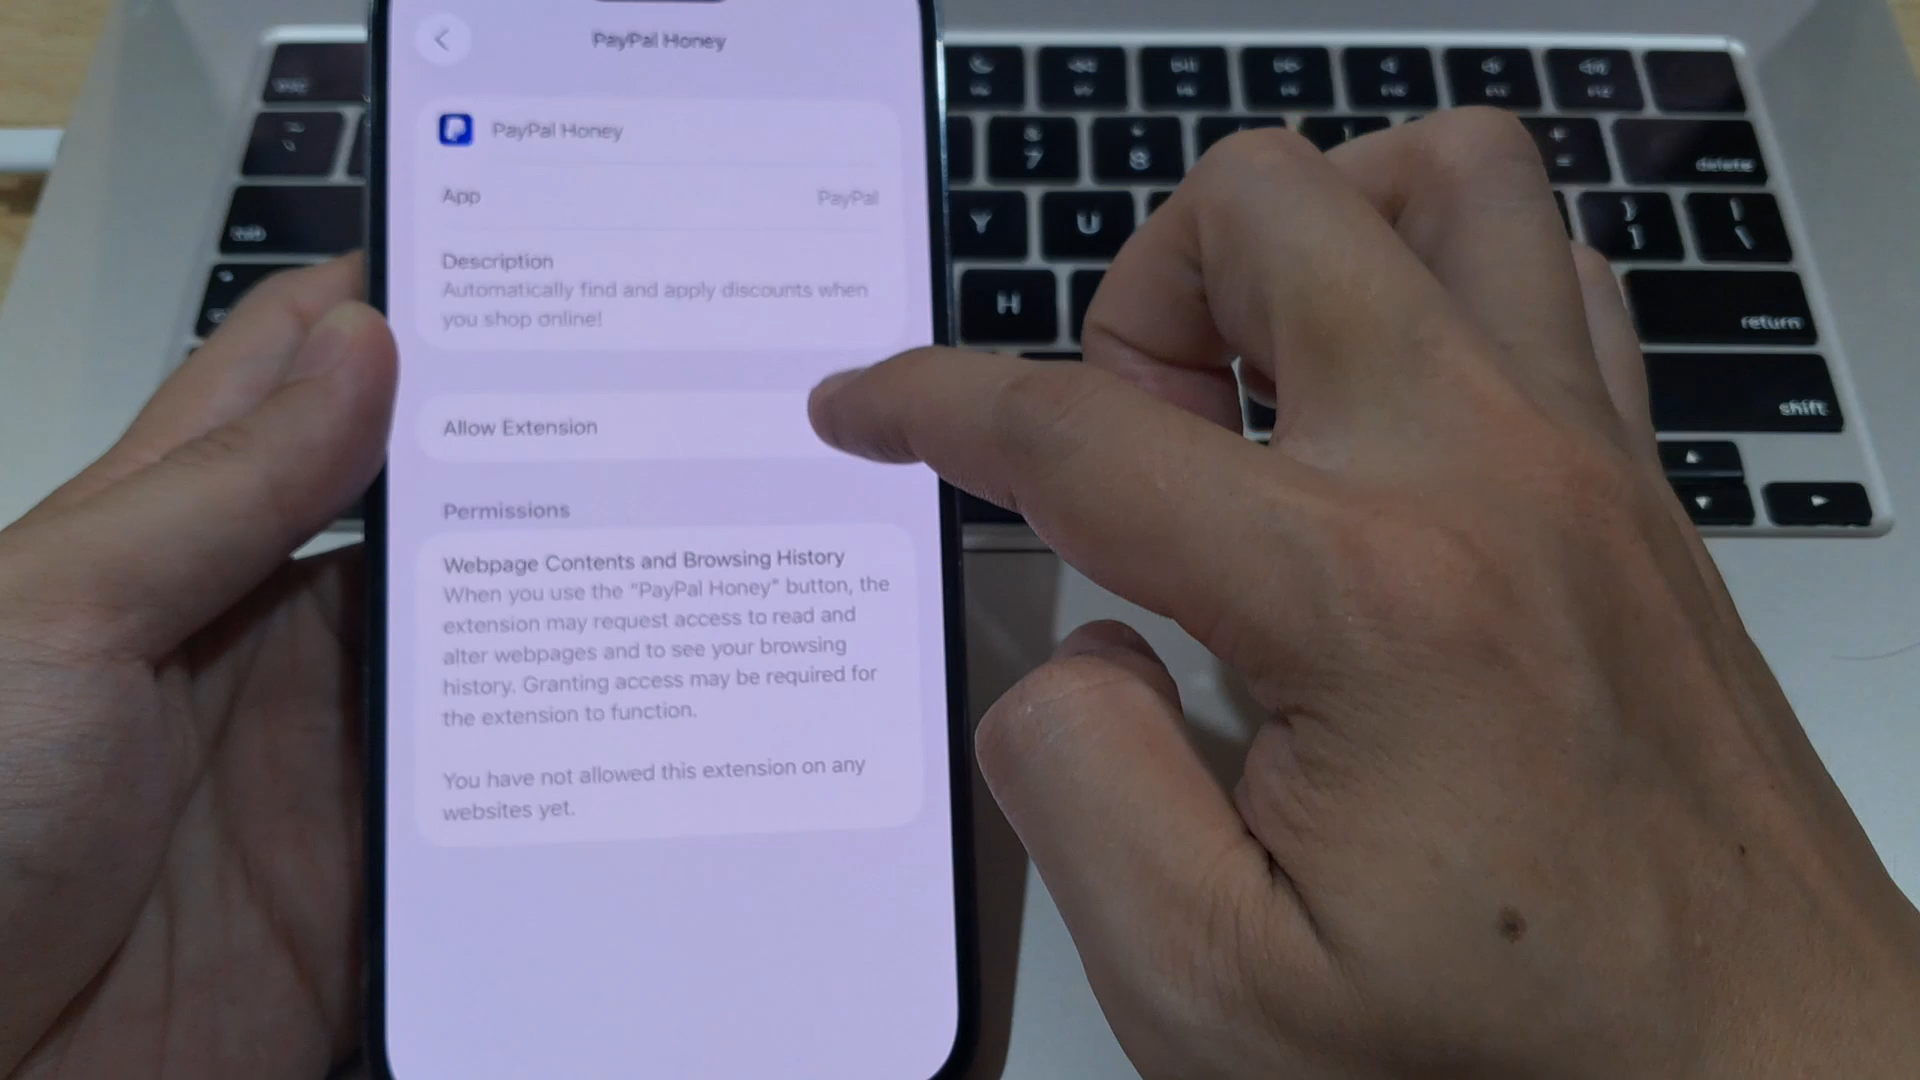 PayPal Honey
PayPal Honey
App
PayPal
Description
Automatically find and apply discounts when
you shop online!
Allow Extension
Permissions
Webpage Contents and Browsing History
When you use the "PayPal Honey" button, the
extension may request access to read and
alter webpages and to see your browsing
history. Granting access may be required for
the extension to function.
You have not allowed this extension on any
websites yet.
&
7
*
8
+
=
delete
tab
Y
U
}
]
|
\
H
return
shift